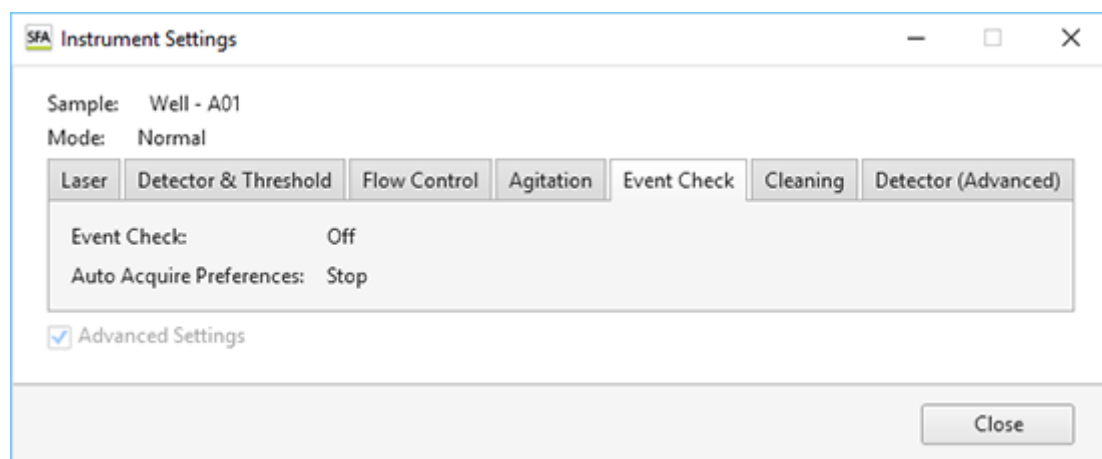 SFA Instrument Settings
Sample: Well - A01
Mode: Normal
Laser Detector & Threshold Flow Control Agitation Event Check Cleaning Detector (Advanced)
Event Check: Off
Auto Acquire Preferences: Stop
Advanced Settings
Close